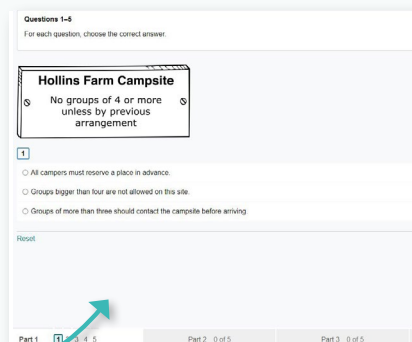 Questions 1–5
For each question, choose the correct answer.
Hollins Farm Campsite
No groups of 4 or more
unless by previous
arrangement
1
All campers must reserve a place in advance.
Groups bigger than four are not allowed on this site.
Groups of more than three should contact the campsite before arriving
Reset
Part 1 1 3 4 5 Part 2 0 of 5 Part 3 0 of 5